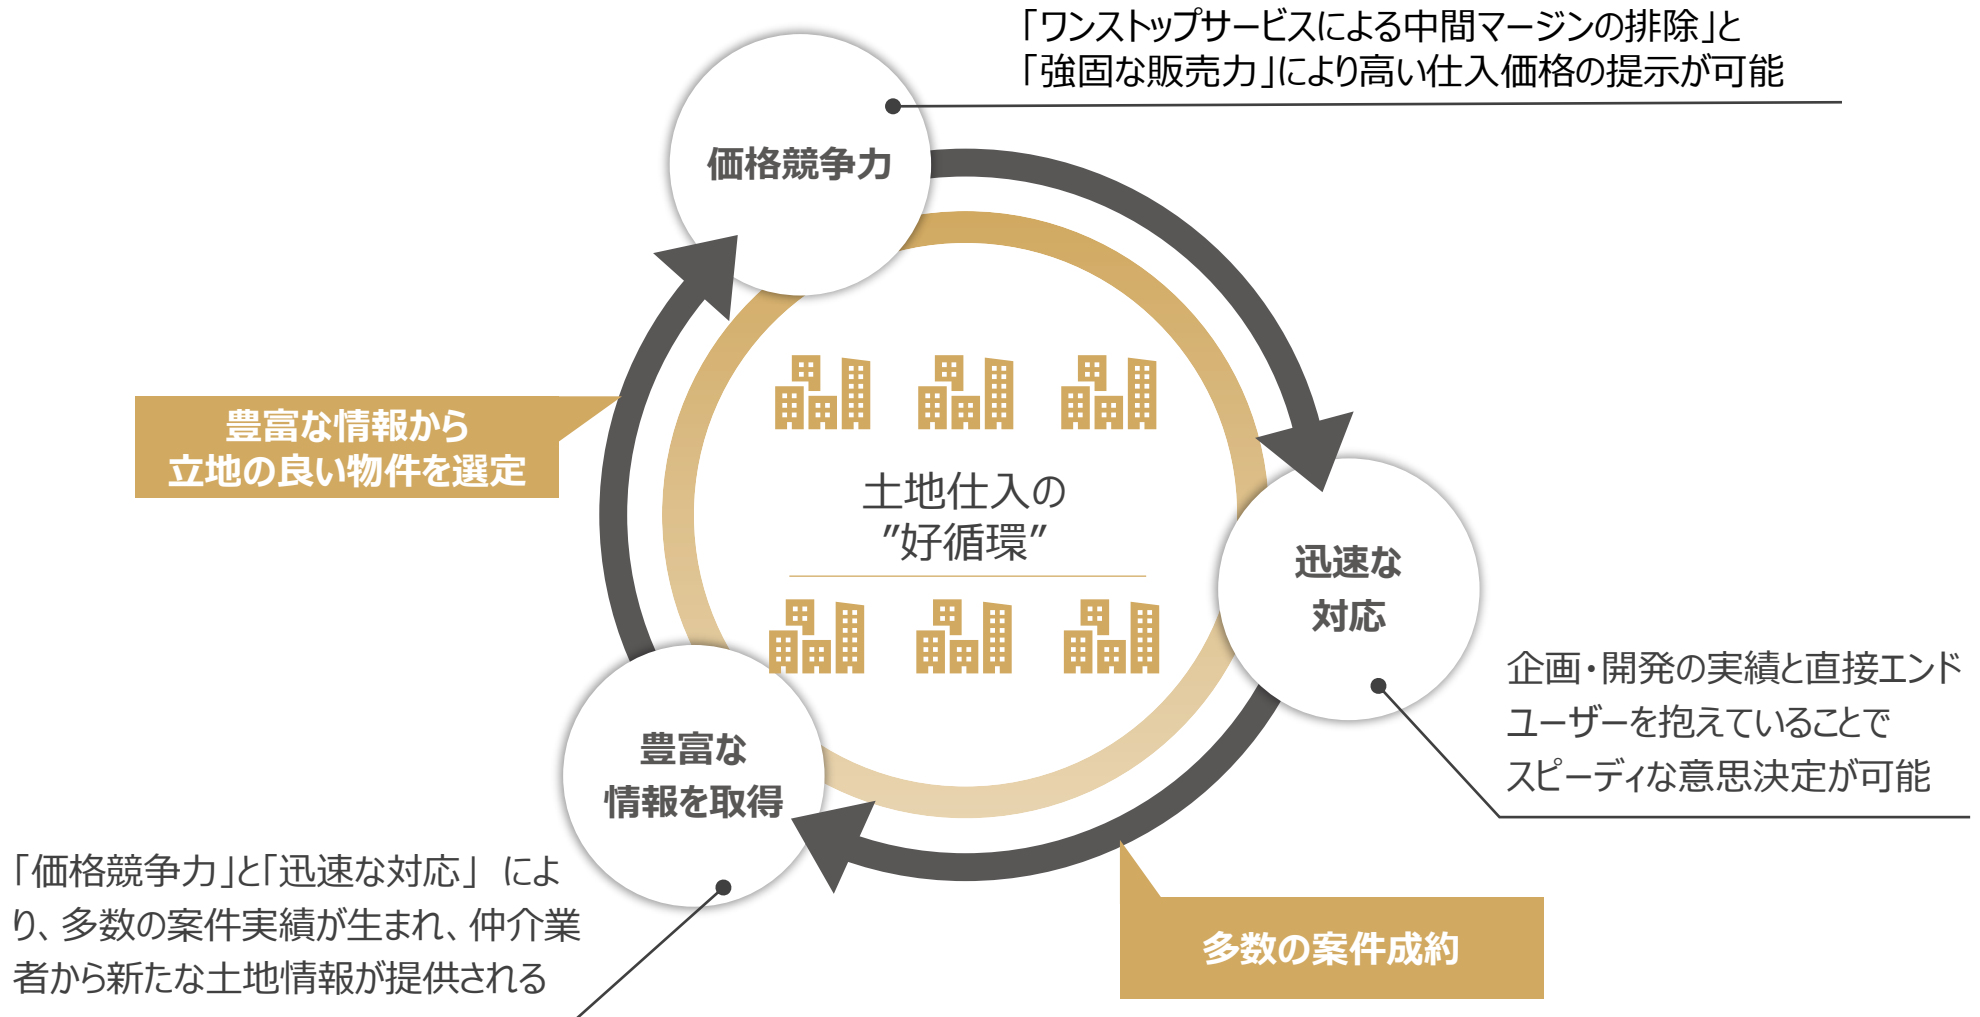 「ワンストップサービスによる中間マージンの排除」と
「強固な販売力」により高い仕入価格の提示が可能
価格競争力
豊富な情報から
立地の良い物件を選定
土地仕入の
”好循環”
迅速な
対応
企画・開発の実績と直接エンド
ユーザーを抱えていることで
スピーディな意思決定が可能
豊富な
情報を取得
「価格競争力」と「迅速な対応」 によ
り、多数の案件実績が生まれ、仲介業
者から新たな土地情報が提供される
多数の案件成約